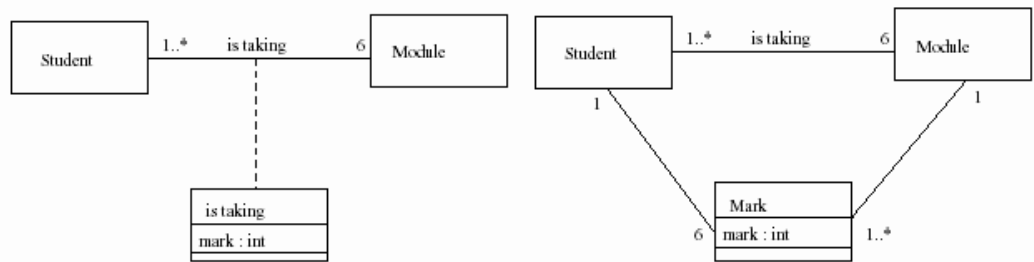 1..* is taking 6
Student
Module
is taking
mark : int
1..* is taking 6
Student
Module
1
1
Mark
mark : int
6
1..*